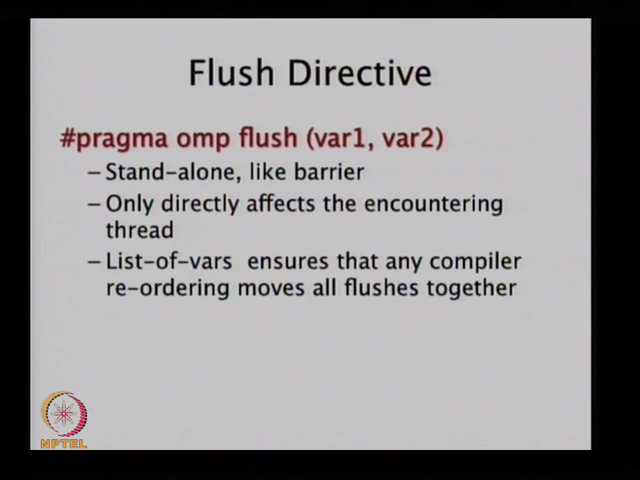 Flush Directive
#pragma omp flush (var1, var2)
– Stand-alone, like barrier
– Only directly affects the encountering
thread
– List-of-vars ensures that any compiler
re-ordering moves all flushes together
NPTEL